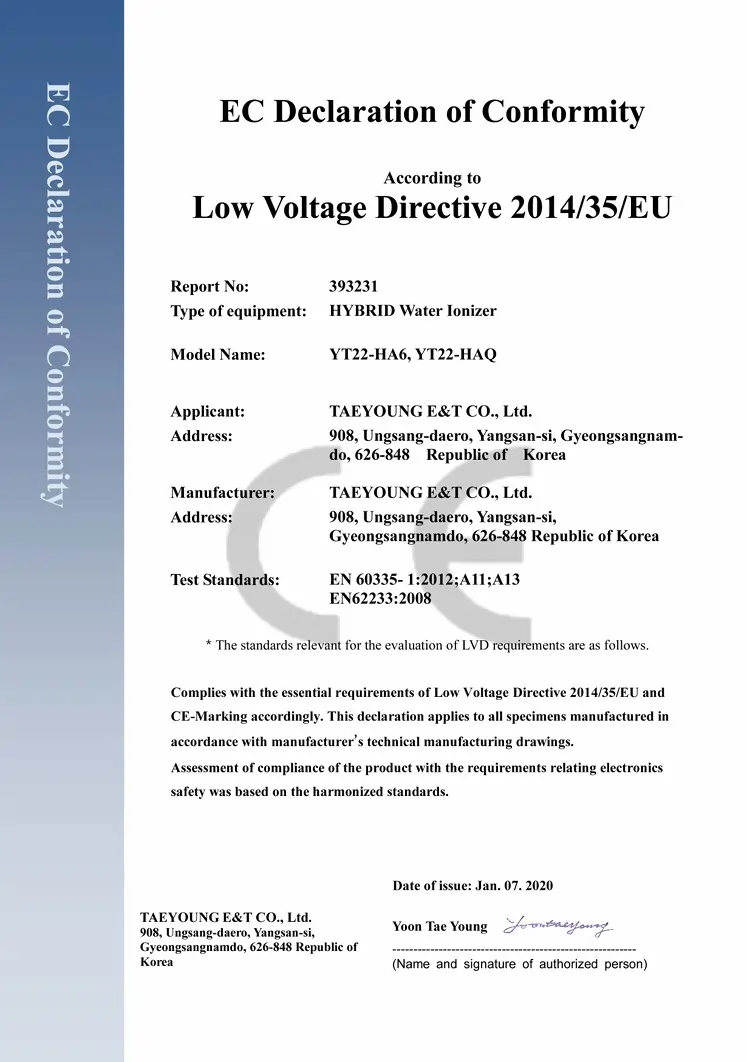 EC Declaration of Conformity
EC Declaration of Conformity
According to
Low Voltage Directive 2014/35/EU
Report No: 393231
Type of equipment: HYBRID Water Ionizer
Model Name: YT22-HA6, YT22-HAQ
Applicant: TAEYOUNG E&T CO., Ltd.
Address: 908, Ungsang-daero, Yangsan-si, Gyeongsangnam-
do, 626-848 Republic of Korea
Manufacturer: TAEYOUNG E&T CO., Ltd.
Address: 908, Ungsang-daero, Yangsan-si,
Gyeongsangnamdo, 626-848 Republic of Korea
Test Standards: EN 60335- 1:2012;A11;A13
EN62233:2008
CE
* The standards relevant for the evaluation of LVD requirements are as follows.
Complies with the essential requirements of Low Voltage Directive 2014/35/EU and
CE-Marking accordingly. This declaration applies to all specimens manufactured in
accordance with manufacturer's technical manufacturing drawings.
Assessment of compliance of the product with the requirements relating electronics
safety was based on the harmonized standards.
Date of issue: Jan. 07. 2020
TAEYOUNG E&T CO., Ltd.
908, Ungsang-daero, Yangsan-si,
Gyeongsangnamdo, 626-848 Republic of
Korea
Yoon Tae Young Yoontaeyoung
------------------------------------------------------------
(Name and signature of authorized person)